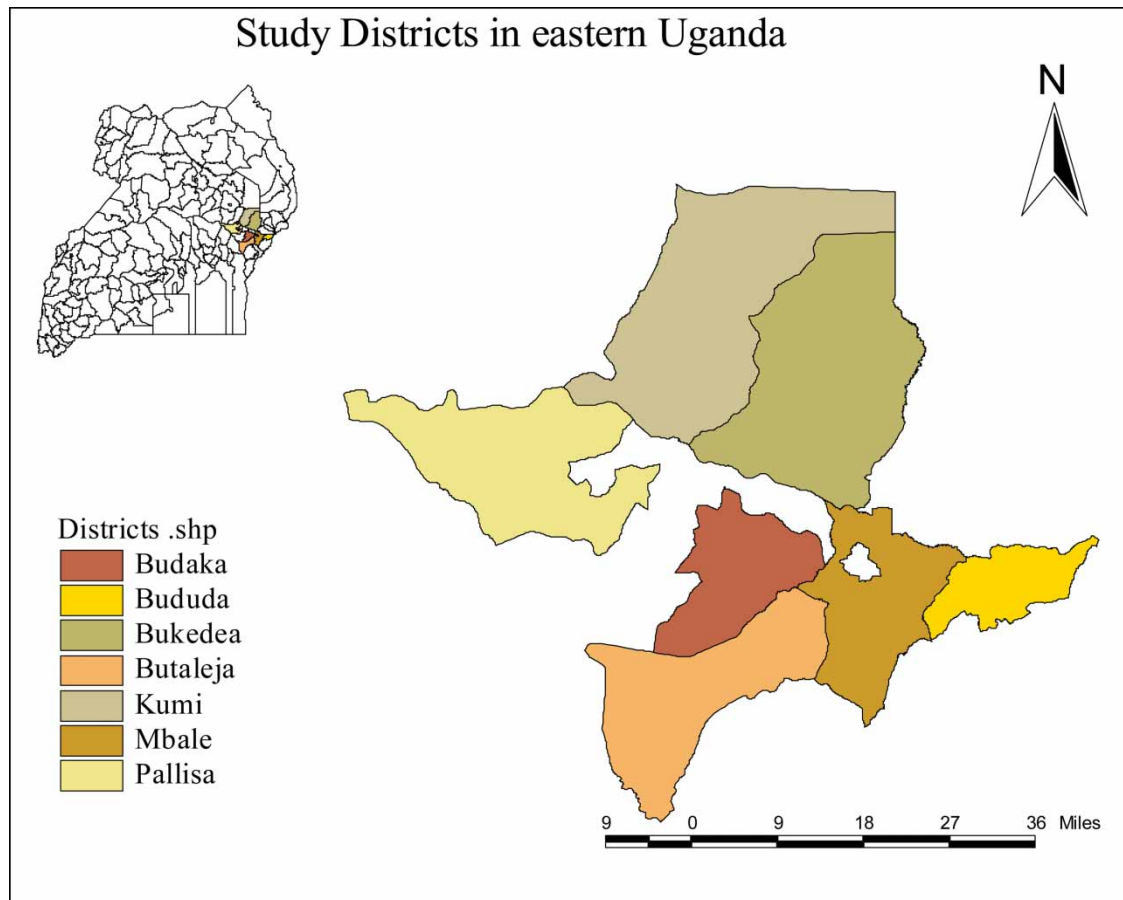 Study Districts in eastern Uganda
N
Districts .shp
Budaka
Bududa
Bukedea
Butaleja
Kumi
Mbale
Pallisa
9 0 9 18 27 36 Miles